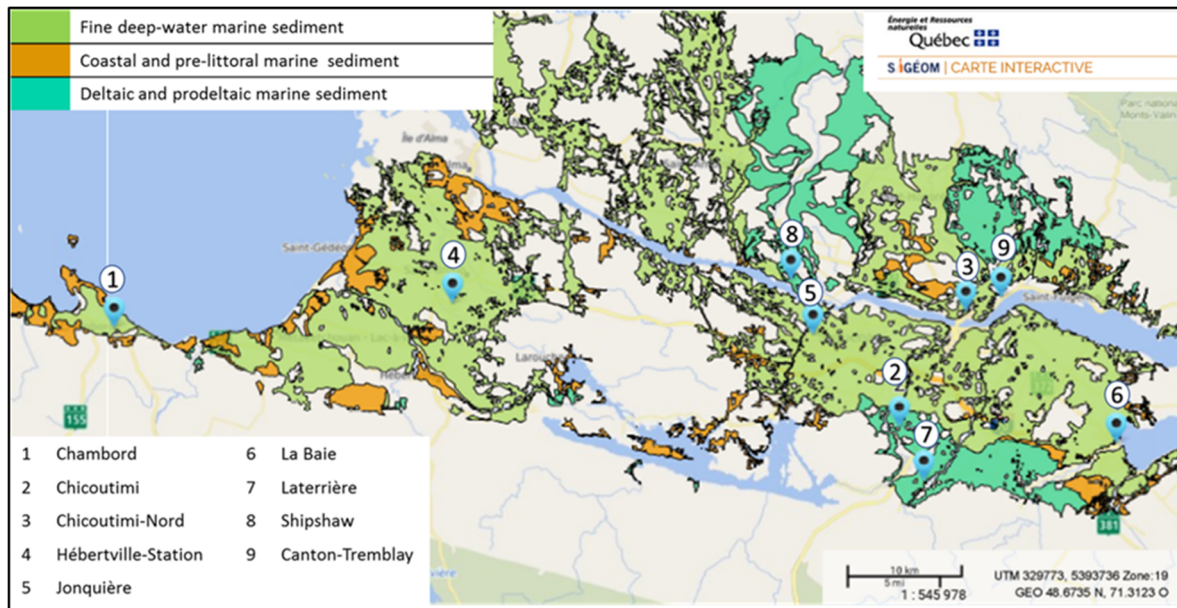 Fine deep-water marine sediment
Coastal and pre-littoral marine sediment
Deltaic and prodeltaic marine sediment
Énergie et Ressources
naturelles
Québec
SIGÉOM | CARTE INTERACTIVE
Parc national
Monts-Valin
Île d'Alma
Saint-Gédéon
1
2
3
4
5
6
7
8
9
155
381
1 Chambord
2 Chicoutimi
3 Chicoutimi-Nord
4 Hébertville-Station
5 Jonquière
6 La Baie
7 Laterrière
8 Shipshaw
9 Canton-Tremblay
10 km
5 mi
1 : 545 978
UTM 329773, 5393736 Zone:19
GEO 48.6735 N, 71.3123 O